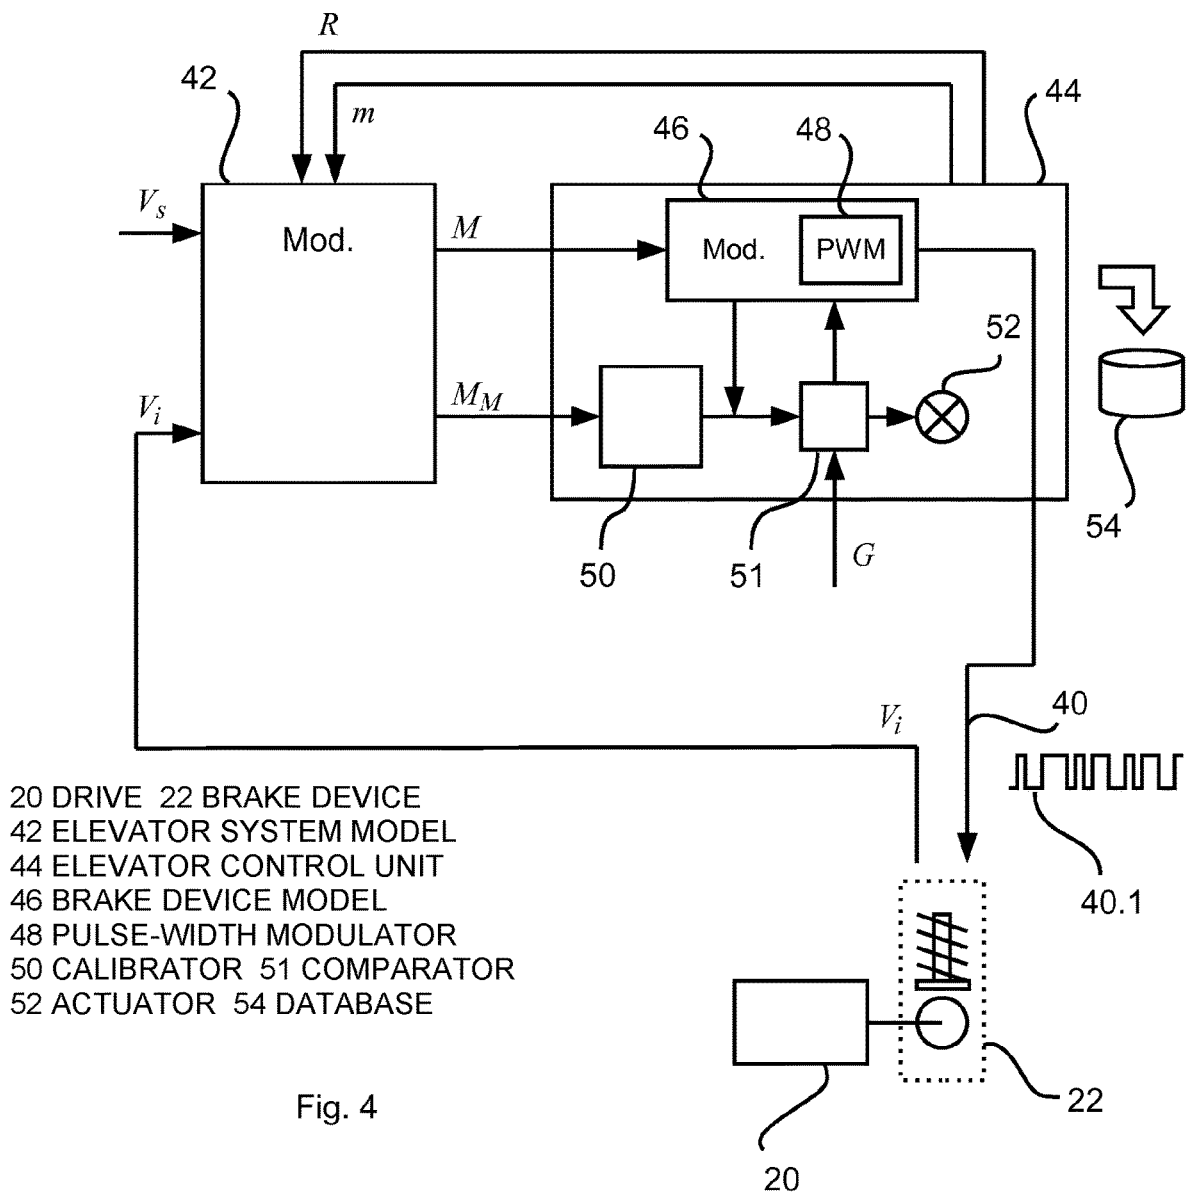 R
42
m
46
48
44
Vs
Mod.
M
Mod.
PWM
52
Vi
MM
50
51
G
54
Vi
40
20 DRIVE 22 BRAKE DEVICE
42 ELEVATOR SYSTEM MODEL
44 ELEVATOR CONTROL UNIT
46 BRAKE DEVICE MODEL
48 PULSE-WIDTH MODULATOR
50 CALIBRATOR 51 COMPARATOR
52 ACTUATOR 54 DATABASE
40.1
Fig. 4
22
20